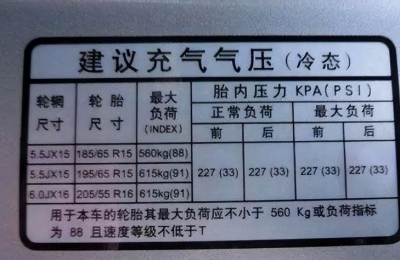 建议充气气压(冷态)
轮辋尺寸 轮胎尺寸 最大负荷(INDEX) 胎内压力 KPA(PSI)
正常负荷 最大负荷
前 后 前 后
5.5JX15 185/65 R15 560kg(88)
5.5JX15 195/65 R15 615kg(91) 227 (33) 227 (33) 227 (33) 227 (33)
6.0JX16 205/55 R16 615kg(91)
用于本车的轮胎其最大负荷应不小于 560 Kg或负荷指标
为 88 且速度等级不低于T